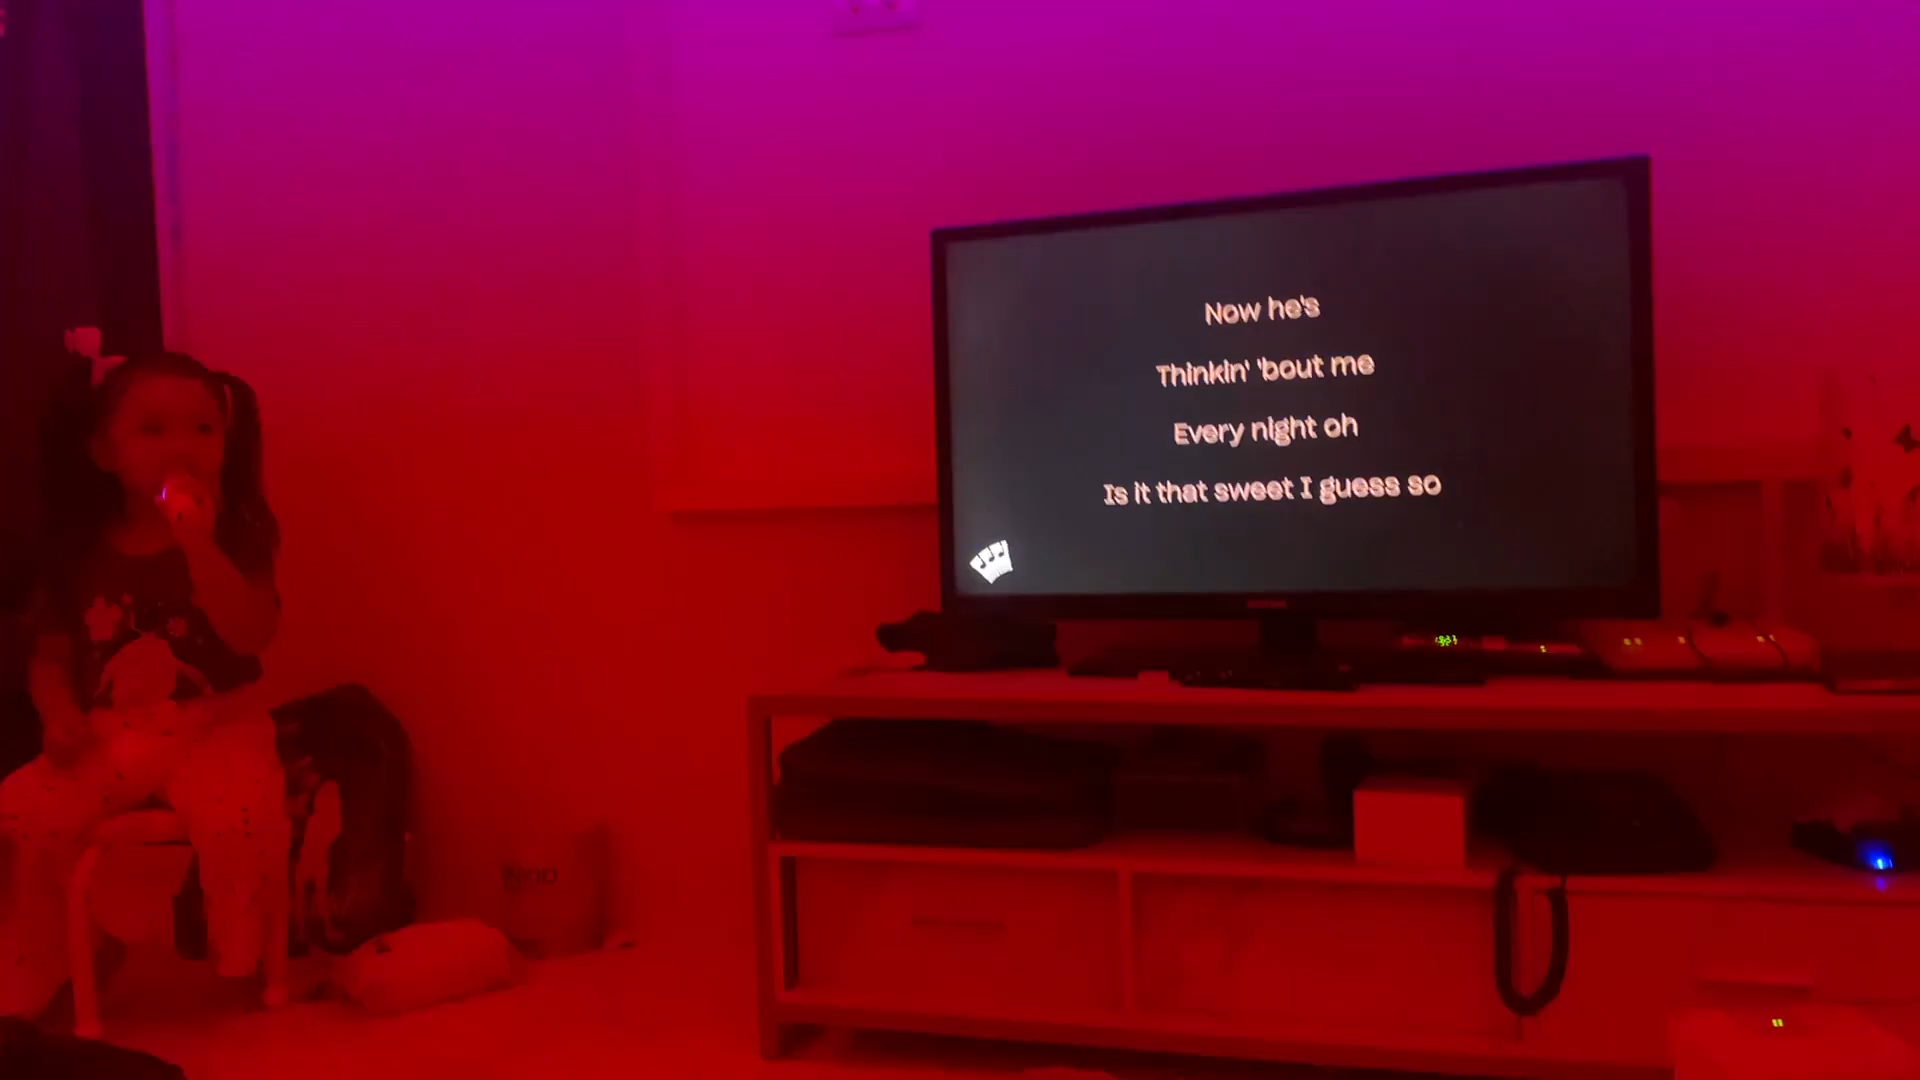 Now he's
Thinkin' 'bout me
Every night oh
Is it that sweet I guess so